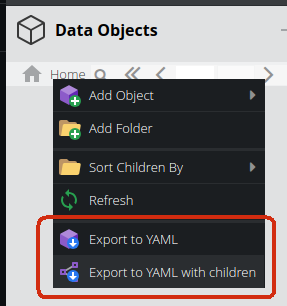 Data Objects
Home
Add Object
Add Folder
Sort Children By
Refresh
Export to YAML
Export to YAML with children